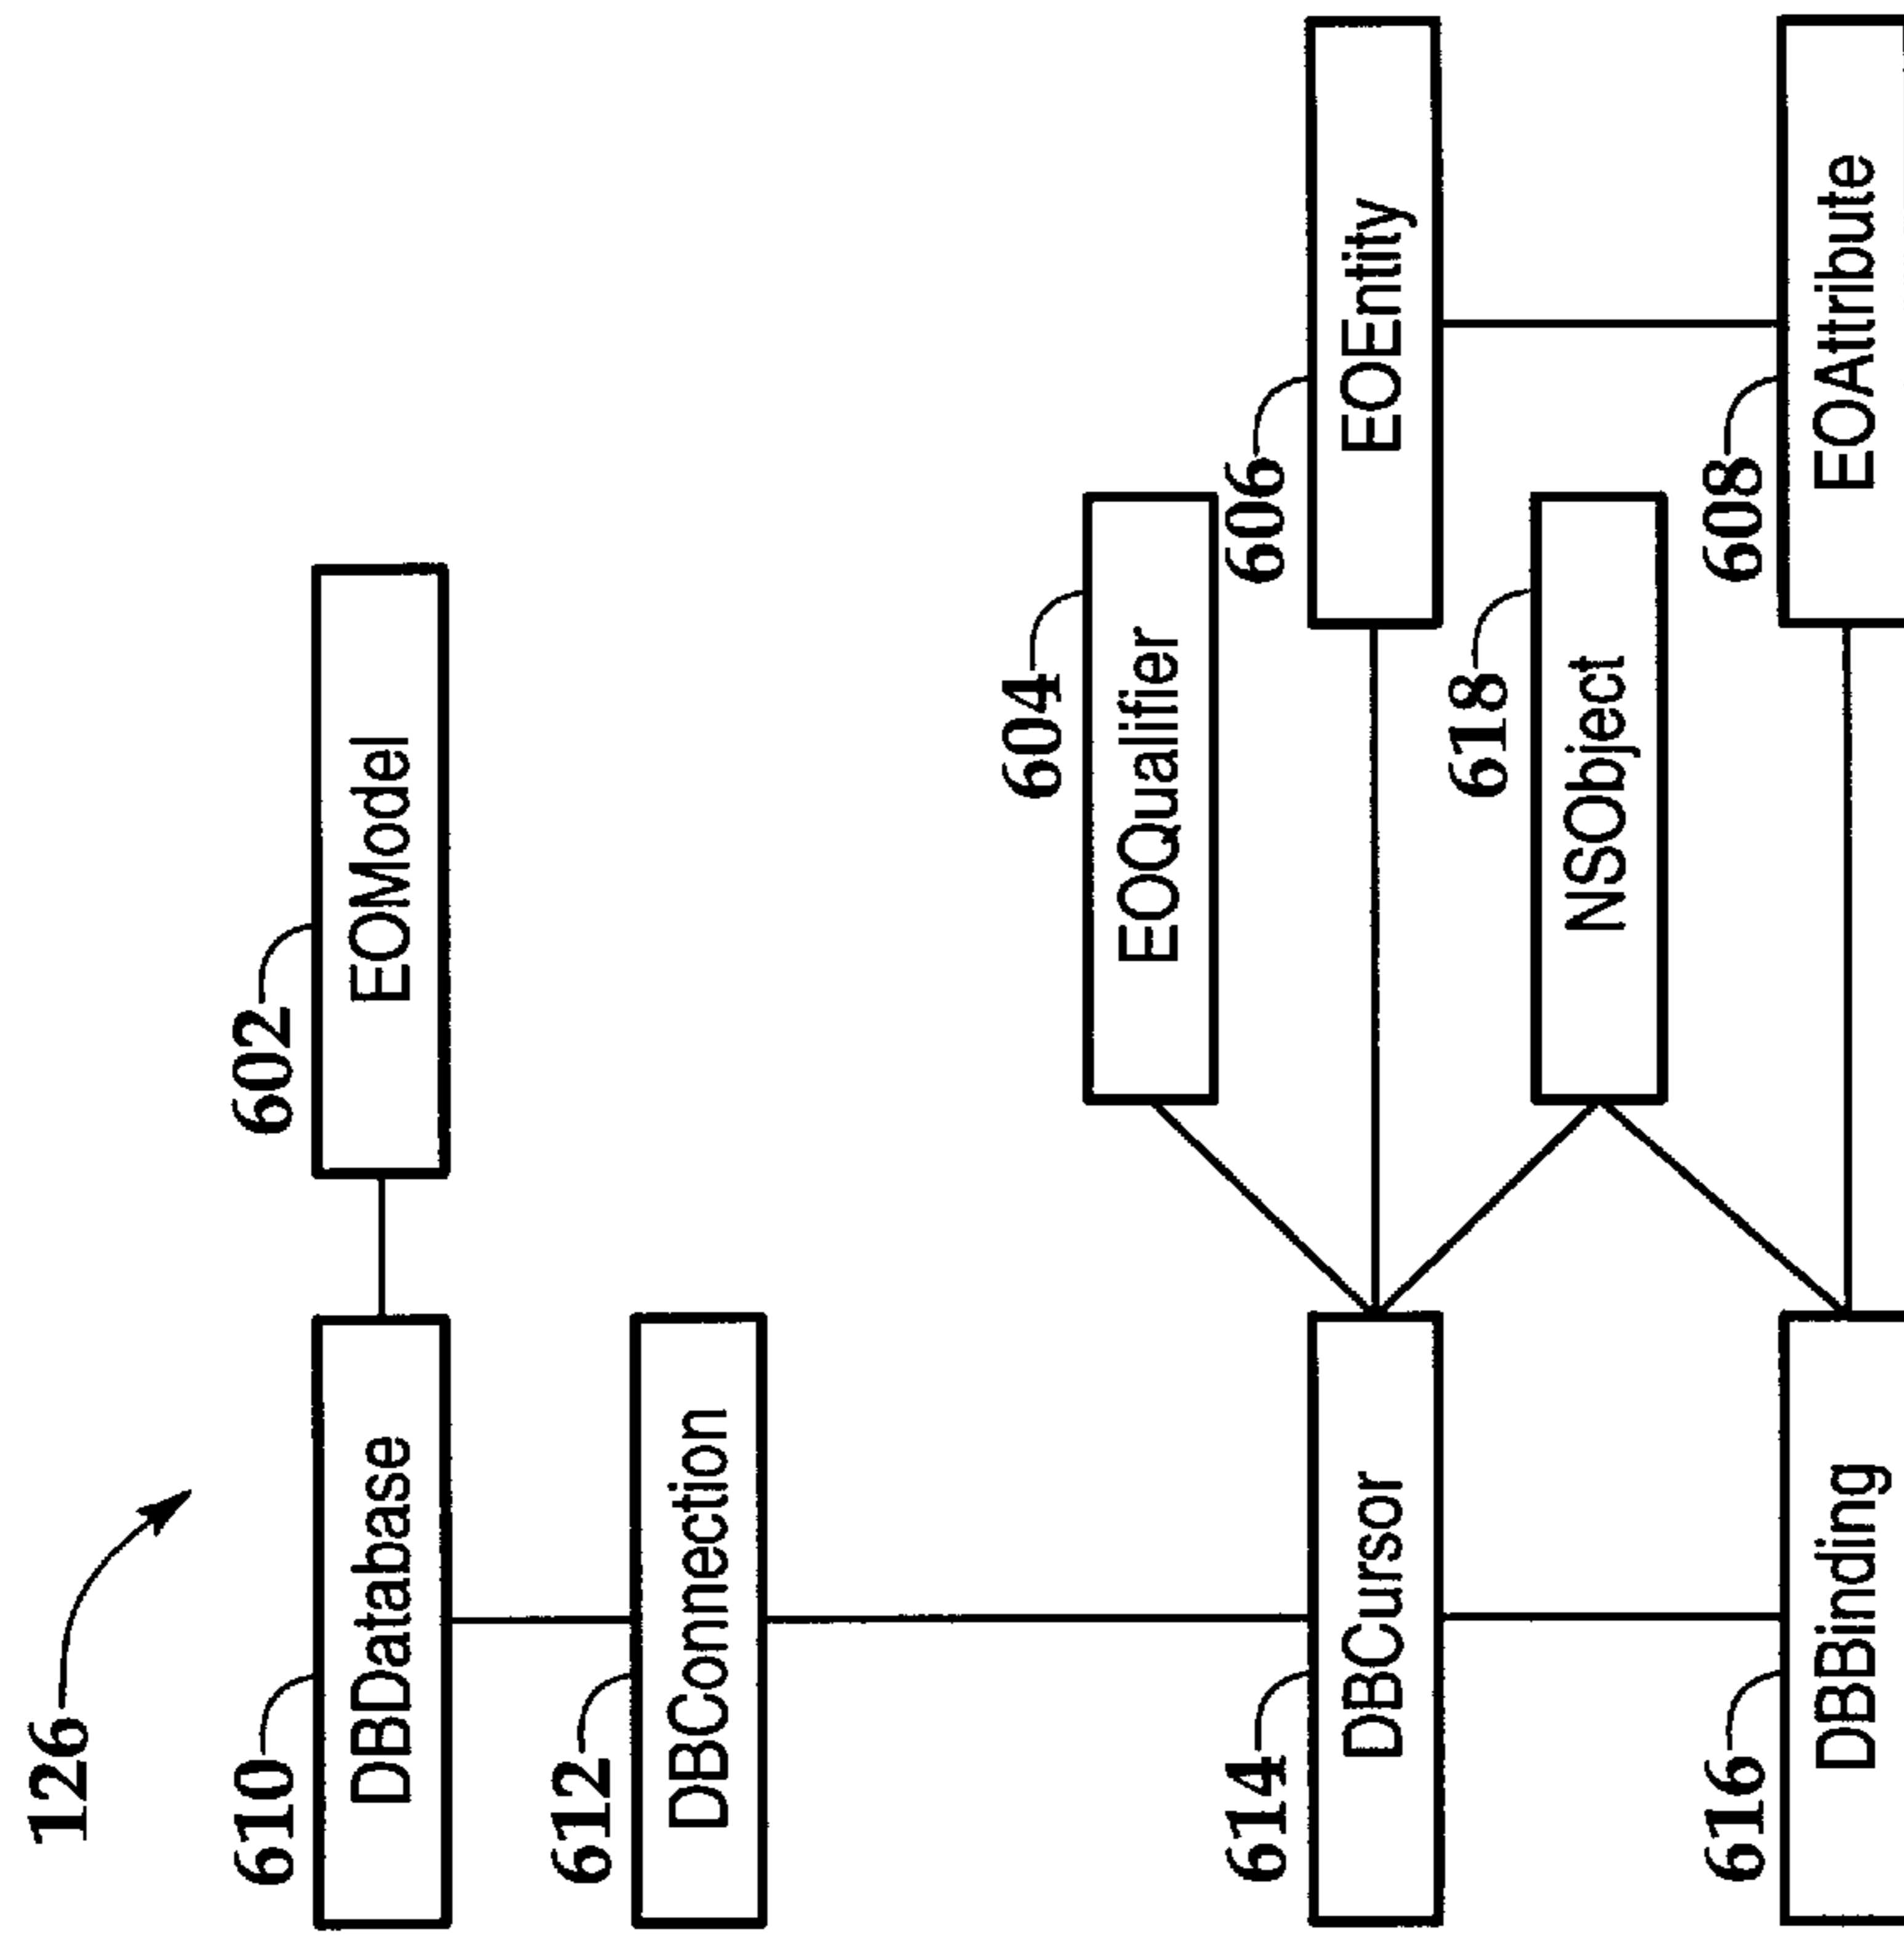 126
610
602
DBDatabase
EOModel
612
DBConnection
604
EOQualifier
614
606
DBCursor
EOEntity
618
NSObject
616
608
DBBinding
EOAttribute